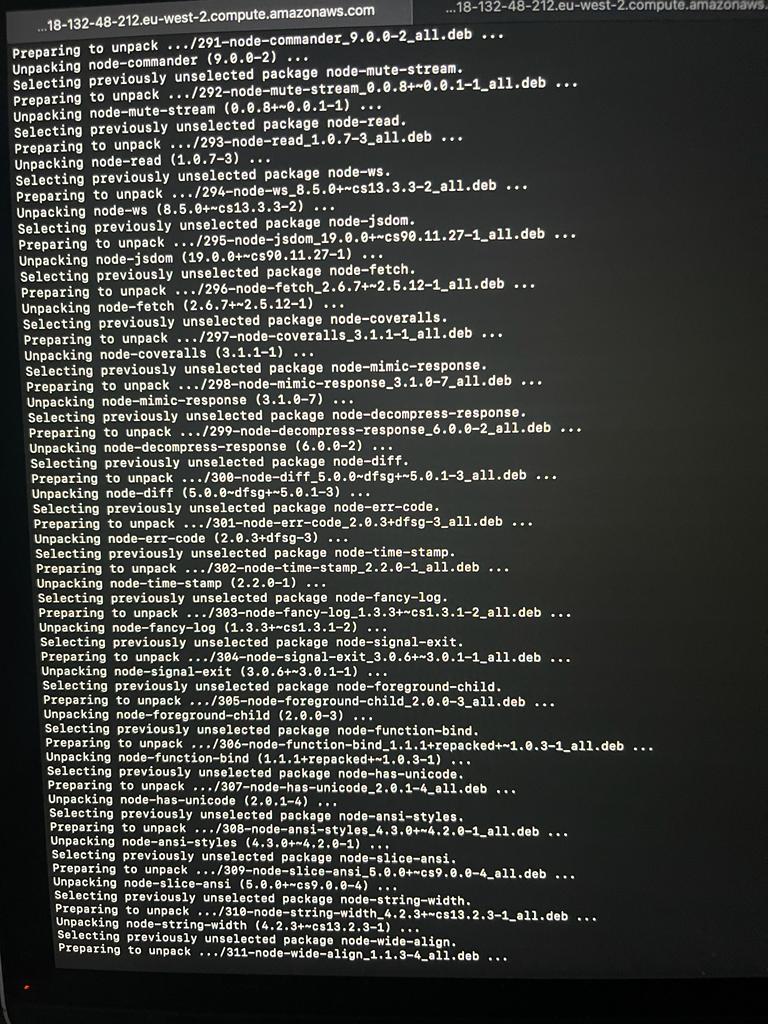 ...18-132-48-212.eu-west-2.compute.amazonaws.com
...18-132-48-212.eu-west-2.compute.amazonaws.
Preparing to unpack .../291-node-commander_9.0.0-2_all.deb ...
Unpacking node-commander (9.0.0-2) ...
Selecting previously unselected package node-mute-stream.
Preparing to unpack .../292-node-mute-stream_0.0.8+~0.0.1-1_all.deb ...
Unpacking node-mute-stream (0.0.8+~0.0.1-1) ...
Selecting previously unselected package node-read.
Preparing to unpack .../293-node-read_1.0.7-3_all.deb ...
Unpacking node-read (1.0.7-3) ...
Selecting previously unselected package node-ws.
Preparing to unpack .../294-node-ws_8.5.0+~cs13.3.3-2_all.deb ...
Unpacking node-ws (8.5.0+~cs13.3.3-2) ...
Selecting previously unselected package node-jsdom.
Preparing to unpack .../295-node-jsdom_19.0.0+~cs90.11.27-1_all.deb ...
Unpacking node-jsdom (19.0.0+~cs90.11.27-1) ...
Selecting previously unselected package node-fetch.
Preparing to unpack .../296-node-fetch_2.6.7+~2.5.12-1_all.deb ...
Unpacking node-fetch (2.6.7+~2.5.12-1) ...
Selecting previously unselected package node-coveralls.
Preparing to unpack .../297-node-coveralls_3.1.1-1_all.deb ...
Unpacking node-coveralls (3.1.1-1) ...
Selecting previously unselected package node-mimic-response.
Preparing to unpack .../298-node-mimic-response_3.1.0-7_all.deb ...
Unpacking node-mimic-response (3.1.0-7) ...
Selecting previously unselected package node-decompress-response.
Preparing to unpack .../299-node-decompress-response_6.0.0-2_all.deb ...
Unpacking node-decompress-response (6.0.0-2) ...
Selecting previously unselected package node-diff.
Preparing to unpack .../300-node-diff_5.0.0~dfsg+~5.0.1-3_all.deb ...
Unpacking node-diff (5.0.0~dfsg+~5.0.1-3) ...
Selecting previously unselected package node-err-code.
Preparing to unpack .../301-node-err-code_2.0.3+dfsg-3_all.deb ...
Unpacking node-err-code (2.0.3+dfsg-3) ...
Selecting previously unselected package node-time-stamp.
Preparing to unpack .../302-node-time-stamp_2.2.0-1_all.deb ...
Unpacking node-time-stamp (2.2.0-1) ...
Selecting previously unselected package node-fancy-log.
Preparing to unpack .../303-node-fancy-log_1.3.3+~cs1.3.1-2_all.deb ...
Unpacking node-fancy-log (1.3.3+~cs1.3.1-2) ...
Selecting previously unselected package node-signal-exit.
Preparing to unpack .../304-node-signal-exit_3.0.6+~3.0.1-1_all.deb ...
Unpacking node-signal-exit (3.0.6+~3.0.1-1) ...
Selecting previously unselected package node-foreground-child.
Preparing to unpack .../305-node-foreground-child_2.0.0-3_all.deb ...
Unpacking node-foreground-child (2.0.0-3) ...
Selecting previously unselected package node-function-bind.
Preparing to unpack .../306-node-function-bind_1.1.1+repacked+~1.0.3-1_all.deb ...
Unpacking node-function-bind (1.1.1+repacked+~1.0.3-1) ...
Selecting previously unselected package node-has-unicode.
Preparing to unpack .../307-node-has-unicode_2.0.1-4_all.deb ...
Unpacking node-has-unicode (2.0.1-4) ...
Selecting previously unselected package node-ansi-styles.
Preparing to unpack .../308-node-ansi-styles_4.3.0+~4.2.0-1_all.deb ...
Unpacking node-ansi-styles (4.3.0+~4.2.0-1) ...
Selecting previously unselected package node-slice-ansi.
Preparing to unpack .../309-node-slice-ansi_5.0.0+~cs9.0.0-4_all.deb ...
Unpacking node-slice-ansi (5.0.0+~cs9.0.0-4) ...
Selecting previously unselected package node-string-width.
Preparing to unpack .../310-node-string-width_4.2.3+~cs13.2.3-1_all.deb ...
Unpacking node-string-width (4.2.3+~cs13.2.3-1) ...
Selecting previously unselected package node-wide-align.
Preparing to unpack .../311-node-wide-align_1.1.3-4_all.deb ...